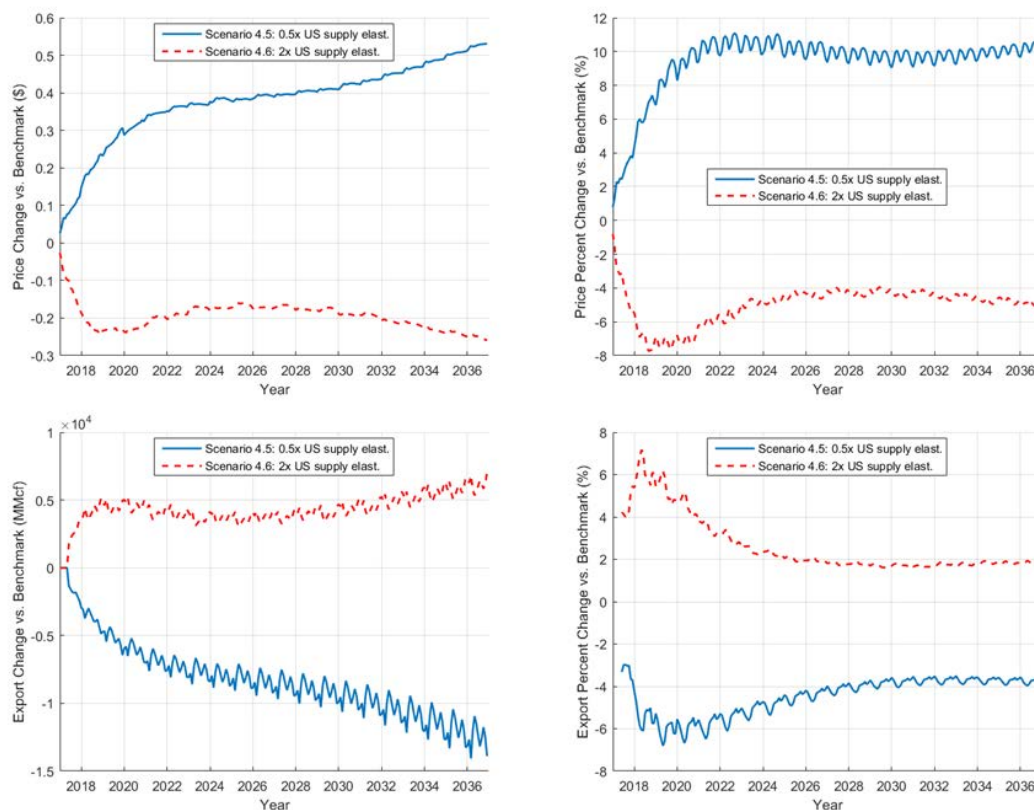 0.6
0.5
0.4
0.3
0.2
0.1
0
-0.1
-0.2
-0.3
Price Change vs. Benchmark ($)
Scenario 4.5: 0.5x US supply elast.
Scenario 4.6: 2x US supply elast.
2018 2020 2022 2024 2026 2028 2030 2032 2034 2036
Year
12
10
8
6
4
2
0
-2
-4
-6
-8
Price Percent Change vs. Benchmark (%)
Scenario 4.5: 0.5x US supply elast.
Scenario 4.6: 2x US supply elast.
2018 2020 2022 2024 2026 2028 2030 2032 2034 2036
Year
× 10⁴
1
0.5
0
-0.5
-1
-1.5
Export Change vs. Benchmark (MMcf)
Scenario 4.5: 0.5x US supply elast.
Scenario 4.6: 2x US supply elast.
2018 2020 2022 2024 2026 2028 2030 2032 2034 2036
Year
8
6
4
2
0
-2
-4
-6
-8
Export Percent Change vs. Benchmark (%)
Scenario 4.5: 0.5x US supply elast.
Scenario 4.6: 2x US supply elast.
2018 2020 2022 2024 2026 2028 2030 2032 2034 2036
Year